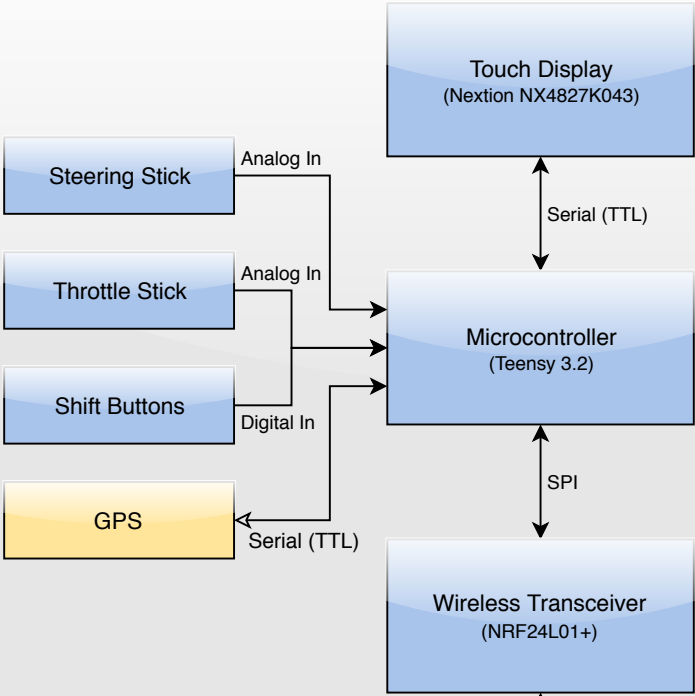 Touch Display
(Nextion NX4827K043)
Analog In
Steering Stick
Serial (TTL)
Analog In
Throttle Stick
Microcontroller
(Teensy 3.2)
Shift Buttons
Digital In
SPI
GPS
Serial (TTL)
Wireless Transceiver
(NRF24L01+)